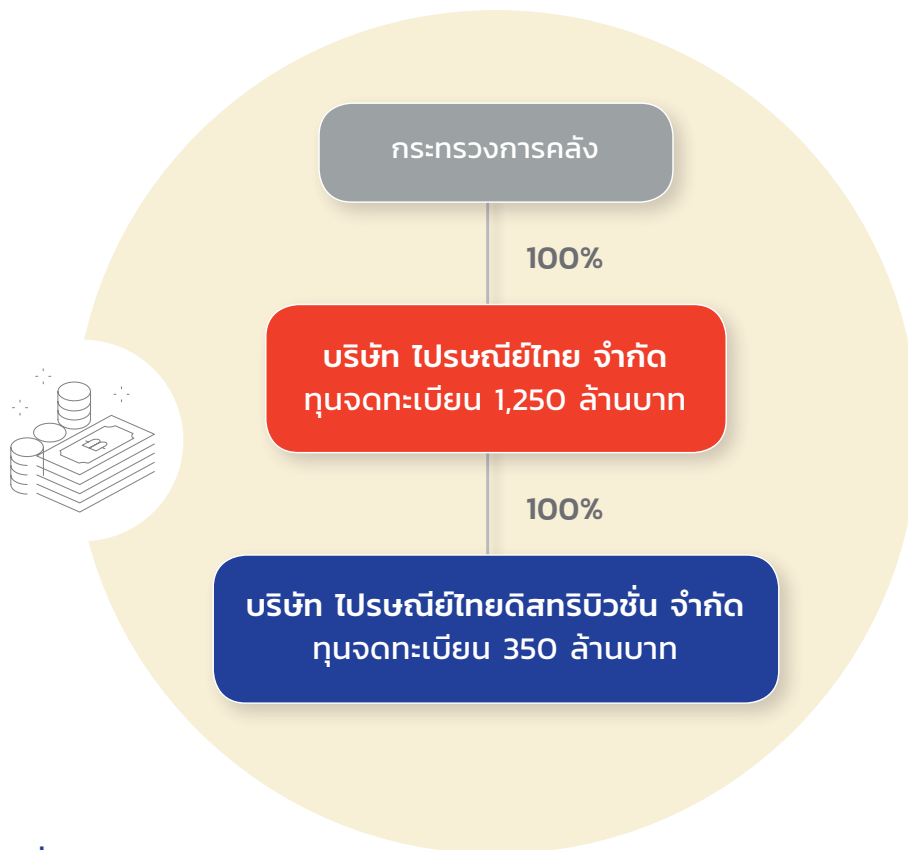 กระทรวงการคลัง
100%
บริษัท ไปรษณีย์ไทย จำกัด
ทุนจดทะเบียน 1,250 ล้านบาท
100%
บริษัท ไปรษณีย์ไทยดิสทริบิวชั่น จำกัด
ทุนจดทะเบียน 350 ล้านบาท